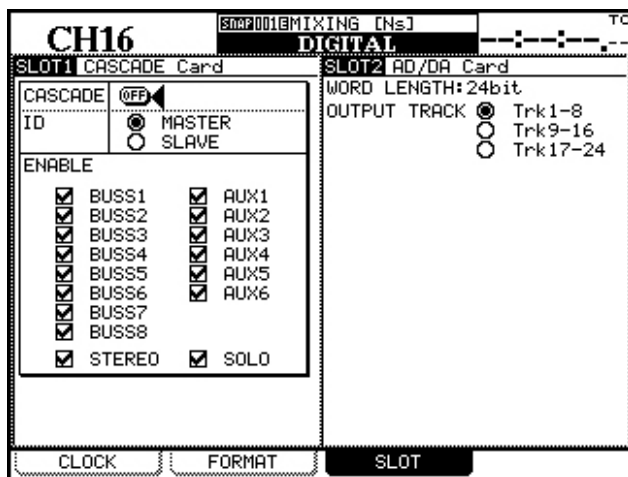 CH16
SNAP001 MIXING [Ns]
DIGITAL
TC
--:--:--.--
SLOT1 CASCADE Card
CASCADE OFF
ID MASTER
SLAVE
ENABLE
BUSS1 AUX1
BUSS2 AUX2
BUSS3 AUX3
BUSS4 AUX4
BUSS5 AUX5
BUSS6 AUX6
BUSS7
BUSS8
STEREO SOLO
SLOT2 AD/DA Card
WORD LENGTH:24bit
OUTPUT TRACK Trk1-8
Trk9-16
Trk17-24
CLOCK FORMAT SLOT